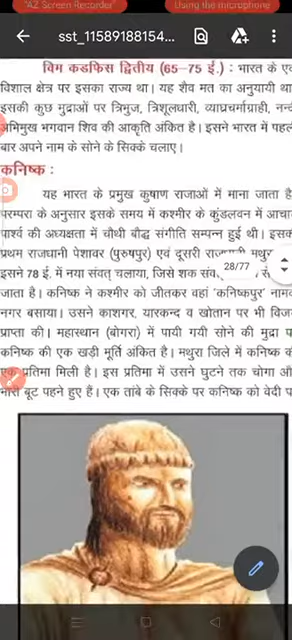 "AZ Screen Recorder"
Using the microphone
sst_11589188154...
विम कडफिस द्वितीय (65–75 ई.) : भारत के एक
विशाल क्षेत्र पर इसका राज्य था। यह शैव मत का अनुयायी था
इसकी कुछ मुद्राओं पर त्रिभुज, त्रिशूलधारी, व्याघ्रचर्मग्राही, नन्दी
अभिमुख भगवान शिव की आकृति अंकित है। इसने भारत में पहली
बार अपने नाम के सोने के सिक्के चलाए।
कनिष्क :
यह भारत के प्रमुख कुषाण राजाओं में माना जाता है
परम्परा के अनुसार इसके समय में कश्मीर के कुंडलवन में आचा
पार्श्व की अध्यक्षता में चौथी बौद्ध संगीति सम्पन्न हुई थी। इसक
प्रथम राजधानी पेशावर (पुरुषपुर) एवं दूसरी मथु
28/77
इसने 78 ई. में नया संवत् चलाया, जिसे शक
जाता है। कनिष्क ने कश्मीर को जीतकर वहां 'कनिष्कपुर' नाम
नगर बसाया। उसने काशगर, यारकन्द व खोतान पर भी विज
प्राप्त की। महास्थान (बोगरा) में पायी गयी सोने की मुद्रा प
कनिष्क की एक खड़ी मूर्ति अंकित है। मथुरा जिले में कनिष्क क
एक प्रतिमा मिली है। इस प्रतिमा में उसने घुटने तक चोगा औ
भारी बूट पहने हुए हैं। एक तांबे के सिक्के पर कनिष्क को वेदी प